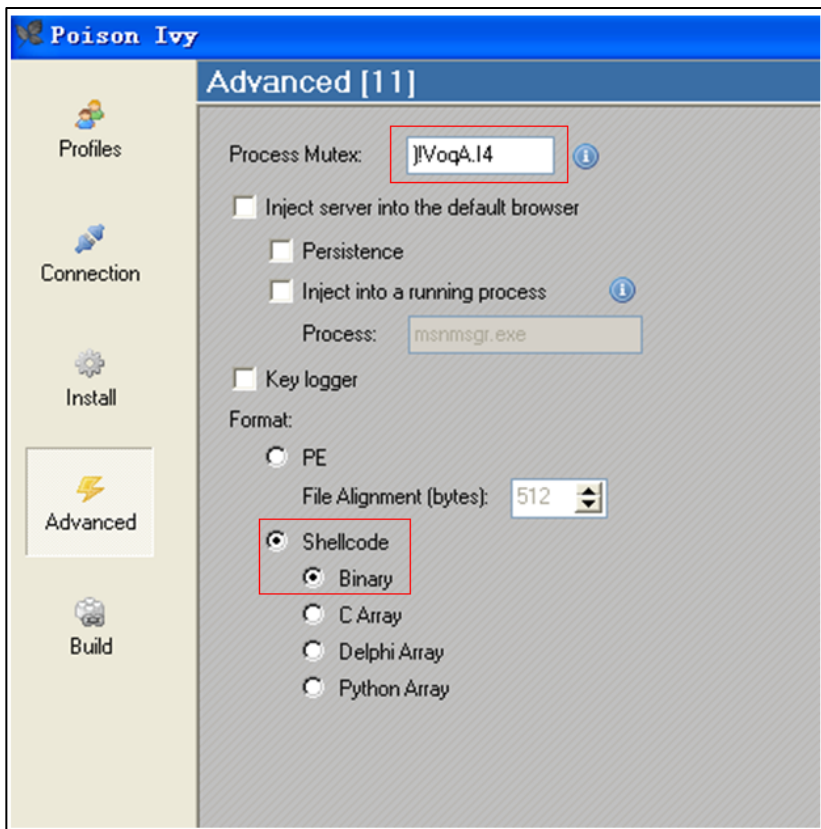 Poison Ivy
Profiles
Connection
Install
Advanced
Build
Advanced [11]
Process Mutex: )!VoqA.I4
Inject server into the default browser
Persistence
Inject into a running process
Process: msnmsgr.exe
Key logger
Format:
PE
File Alignment (bytes): 512
Shellcode
Binary
C Array
Delphi Array
Python Array